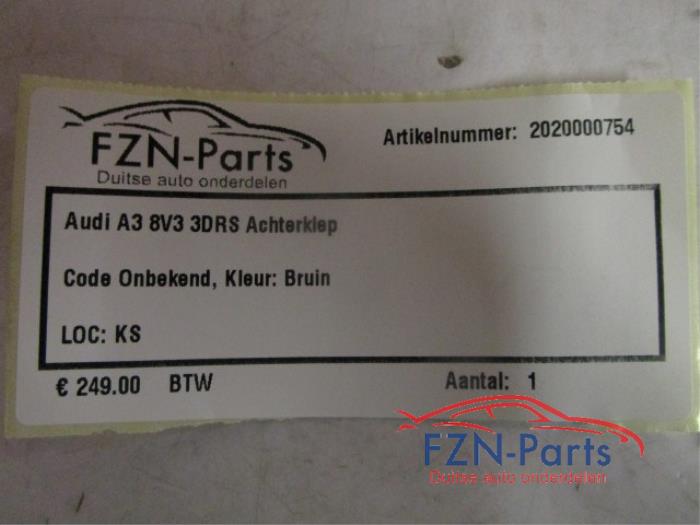 FZN-Parts
Duitse auto onderdelen
Artikelnummer: 2020000754
Audi A3 8V3 3DRS Achterklep
Code Onbekend, Kleur: Bruin
LOC: KS
€ 249.00 BTW Aantal: 1
FZN-Parts
Duitse auto onderdelen